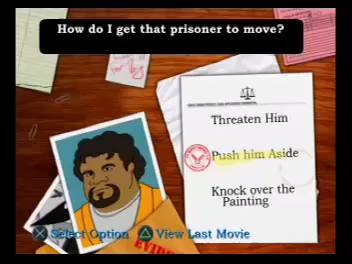 How do I get that prisoner to move?
Threaten Him
Push him Aside
Knock over the
Painting
Select Option
View Last Movie
EVIDE